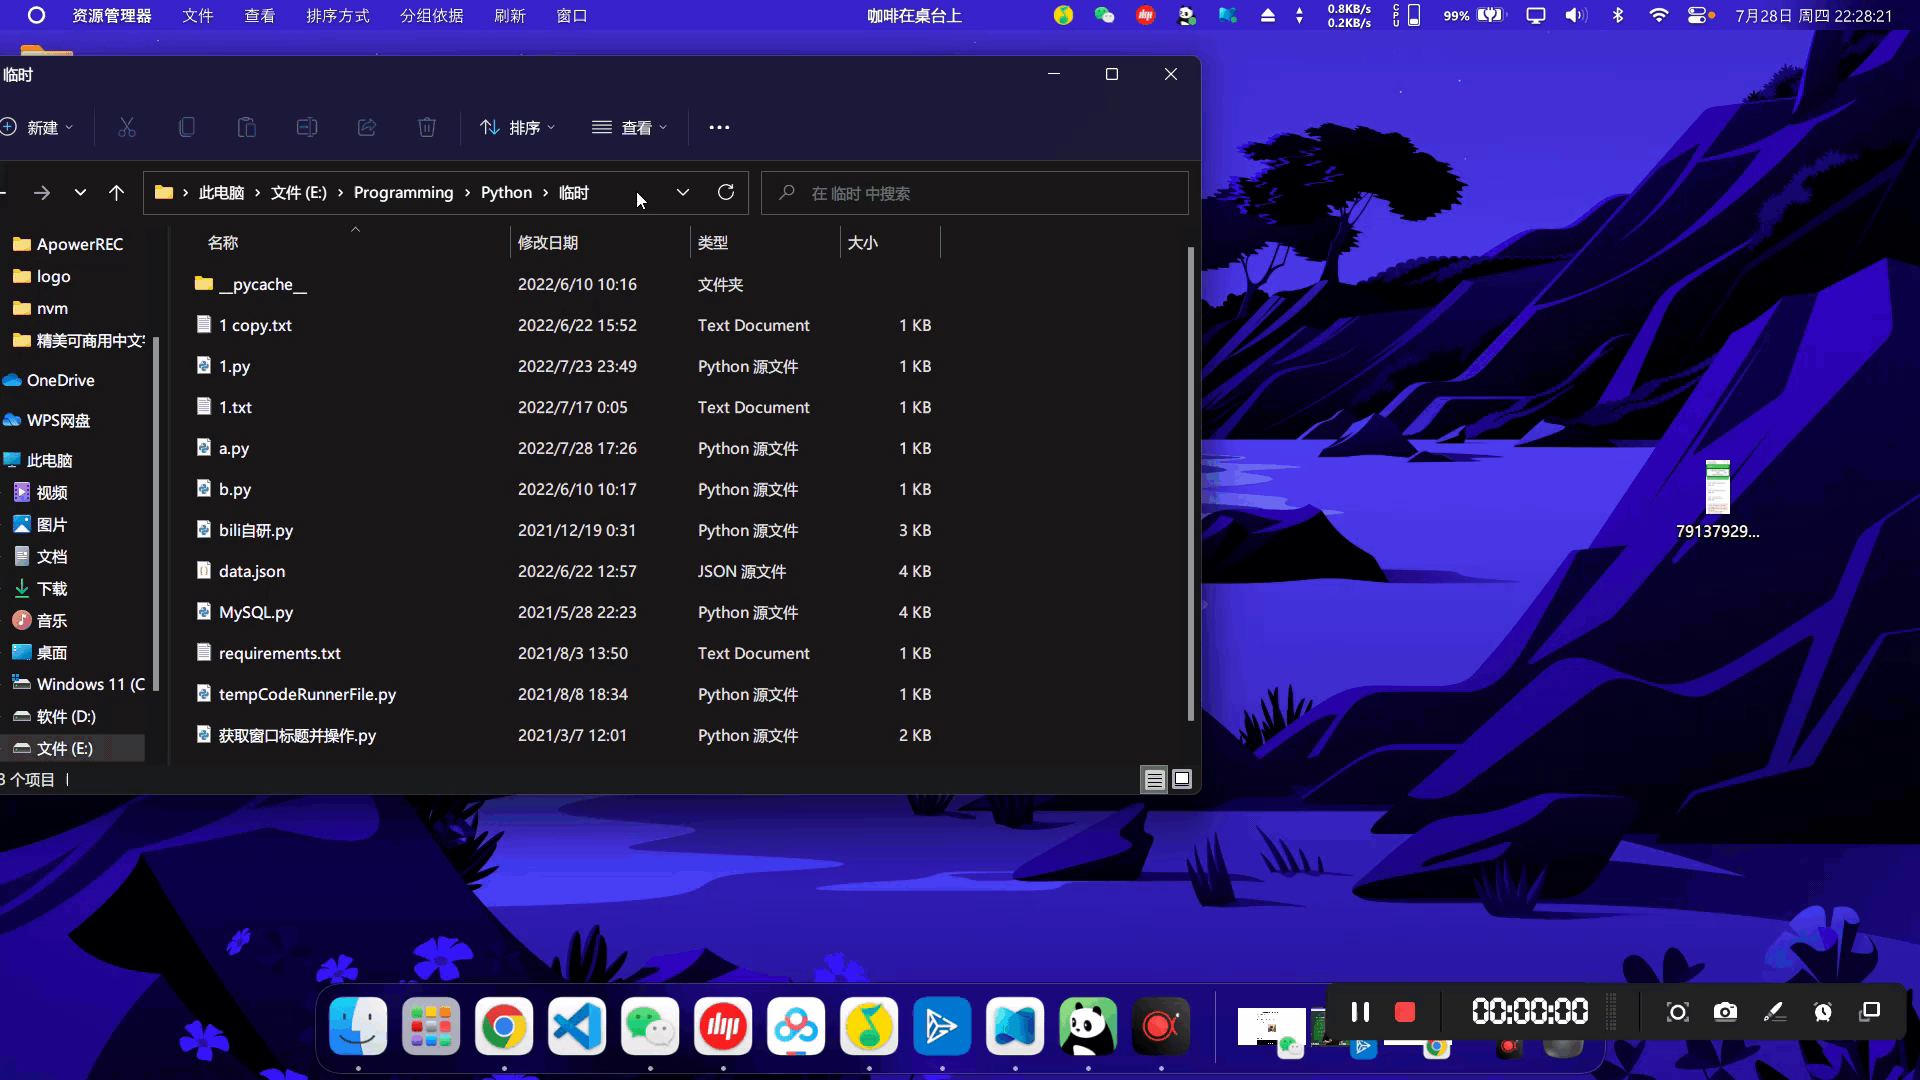 资源管理器 文件 查看 排序方式 分组依据 刷新 窗口 咖啡在桌台上 0.8KB/s 0.2KB/s CPU 99% 7月28日 周四 22:28:21
临时
新建 排序 查看
此电脑 › 文件 (E:) › Programming › Python › 临时 在 临时 中搜索
名称 修改日期 类型 大小
ApowerREC
logo
nvm
精美可商用中文
OneDrive
WPS网盘
此电脑
视频
图片
文档
下载
音乐
桌面
Windows 11 (C
软件 (D:)
文件 (E:)
__pycache__ 2022/6/10 10:16 文件夹
1 copy.txt 2022/6/22 15:52 Text Document 1 KB
1.py 2022/7/23 23:49 Python 源文件 1 KB
1.txt 2022/7/17 0:05 Text Document 1 KB
a.py 2022/7/28 17:26 Python 源文件 1 KB
b.py 2022/6/10 10:17 Python 源文件 1 KB
bili自研.py 2021/12/19 0:31 Python 源文件 3 KB
data.json 2022/6/22 12:57 JSON 源文件 4 KB
MySQL.py 2021/5/28 22:23 Python 源文件 4 KB
requirements.txt 2021/8/3 13:50 Text Document 1 KB
tempCodeRunnerFile.py 2021/8/8 18:34 Python 源文件 1 KB
获取窗口标题并操作.py 2021/3/7 12:01 Python 源文件 2 KB
个项目
79137929...
00:00:00